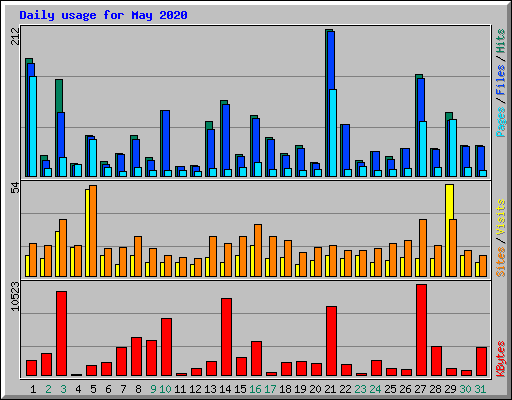 Daily usage for May 2020
212
Pages / Files / Hits
54
Sites / Visits
10523
KBytes
1 2 3 4 5 6 7 8 9 10 11 12 13 14 15 16 17 18 19 20 21 22 23 24 25 26 27 28 29 30 31